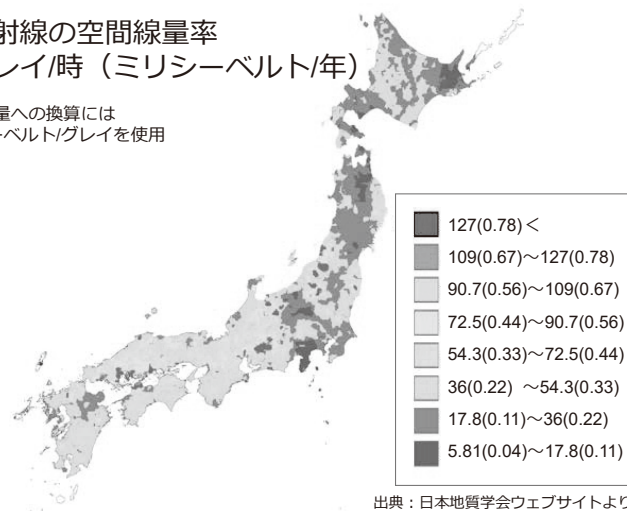 射線の空間線量率
レイ/時（ミリシーベルト/年）
量への換算には
ーベルト/グレイを使用
127(0.78)＜
109(0.67)～127(0.78)
90.7(0.56)～109(0.67)
72.5(0.44)～90.7(0.56)
54.3(0.33)～72.5(0.44)
36(0.22) ～54.3(0.33)
17.8(0.11)～36(0.22)
5.81(0.04)～17.8(0.11)
出典：日本地質学会ウェブサイトより